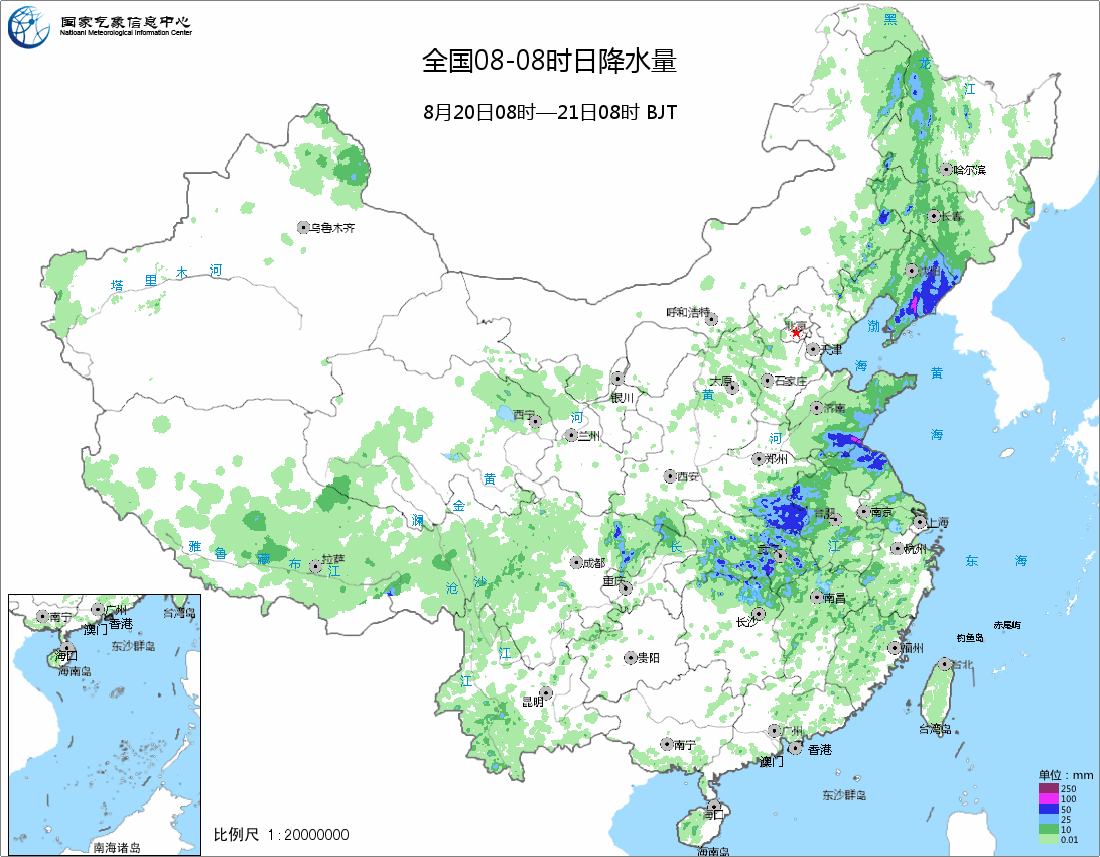 国家气象信息中心
Natioanl Meteorological Information Center
全国08-08时日降水量
8月20日08时—21日08时 BJT
黑
龙
江
哈尔滨
长春
乌鲁木齐
塔 里 木 河
呼和浩特
北京
天津
渤
海
黄
海
银川
太原
石家庄
黄
济南
西宁
河
兰州
河
郑州
西安
黄
金
澜
合肥
南京
上海
雅 鲁 藏 布 江
拉萨
沧
沙
成都
重庆
长
江
杭州
东 海
南昌
长沙
江
江
贵阳
昆明
福州
赤尾屿
钓鱼岛
台北
台湾岛
南宁
广州
香港
澳门
海口
海南岛
东沙群岛
南宁
广州
澳门
香港
台湾岛
东沙群岛
海口
海南岛
南海诸岛
比例尺 1:20000000
单位：mm
250
100
50
25
10
0.01